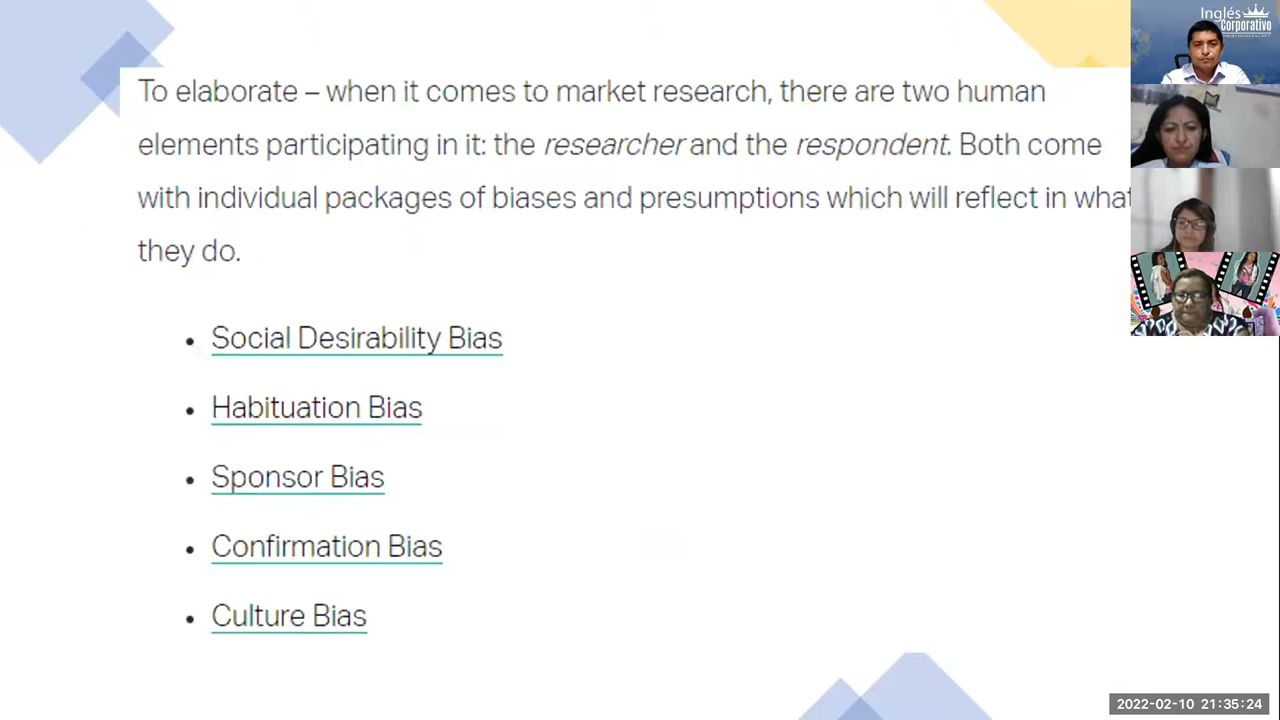 Inglés
Corporativo
To elaborate – when it comes to market research, there are two human
elements participating in it: the researcher and the respondent. Both come
with individual packages of biases and presumptions which will reflect in what
they do.
• Social Desirability Bias
• Habituation Bias
• Sponsor Bias
• Confirmation Bias
• Culture Bias
2022-02-10 21:35:24